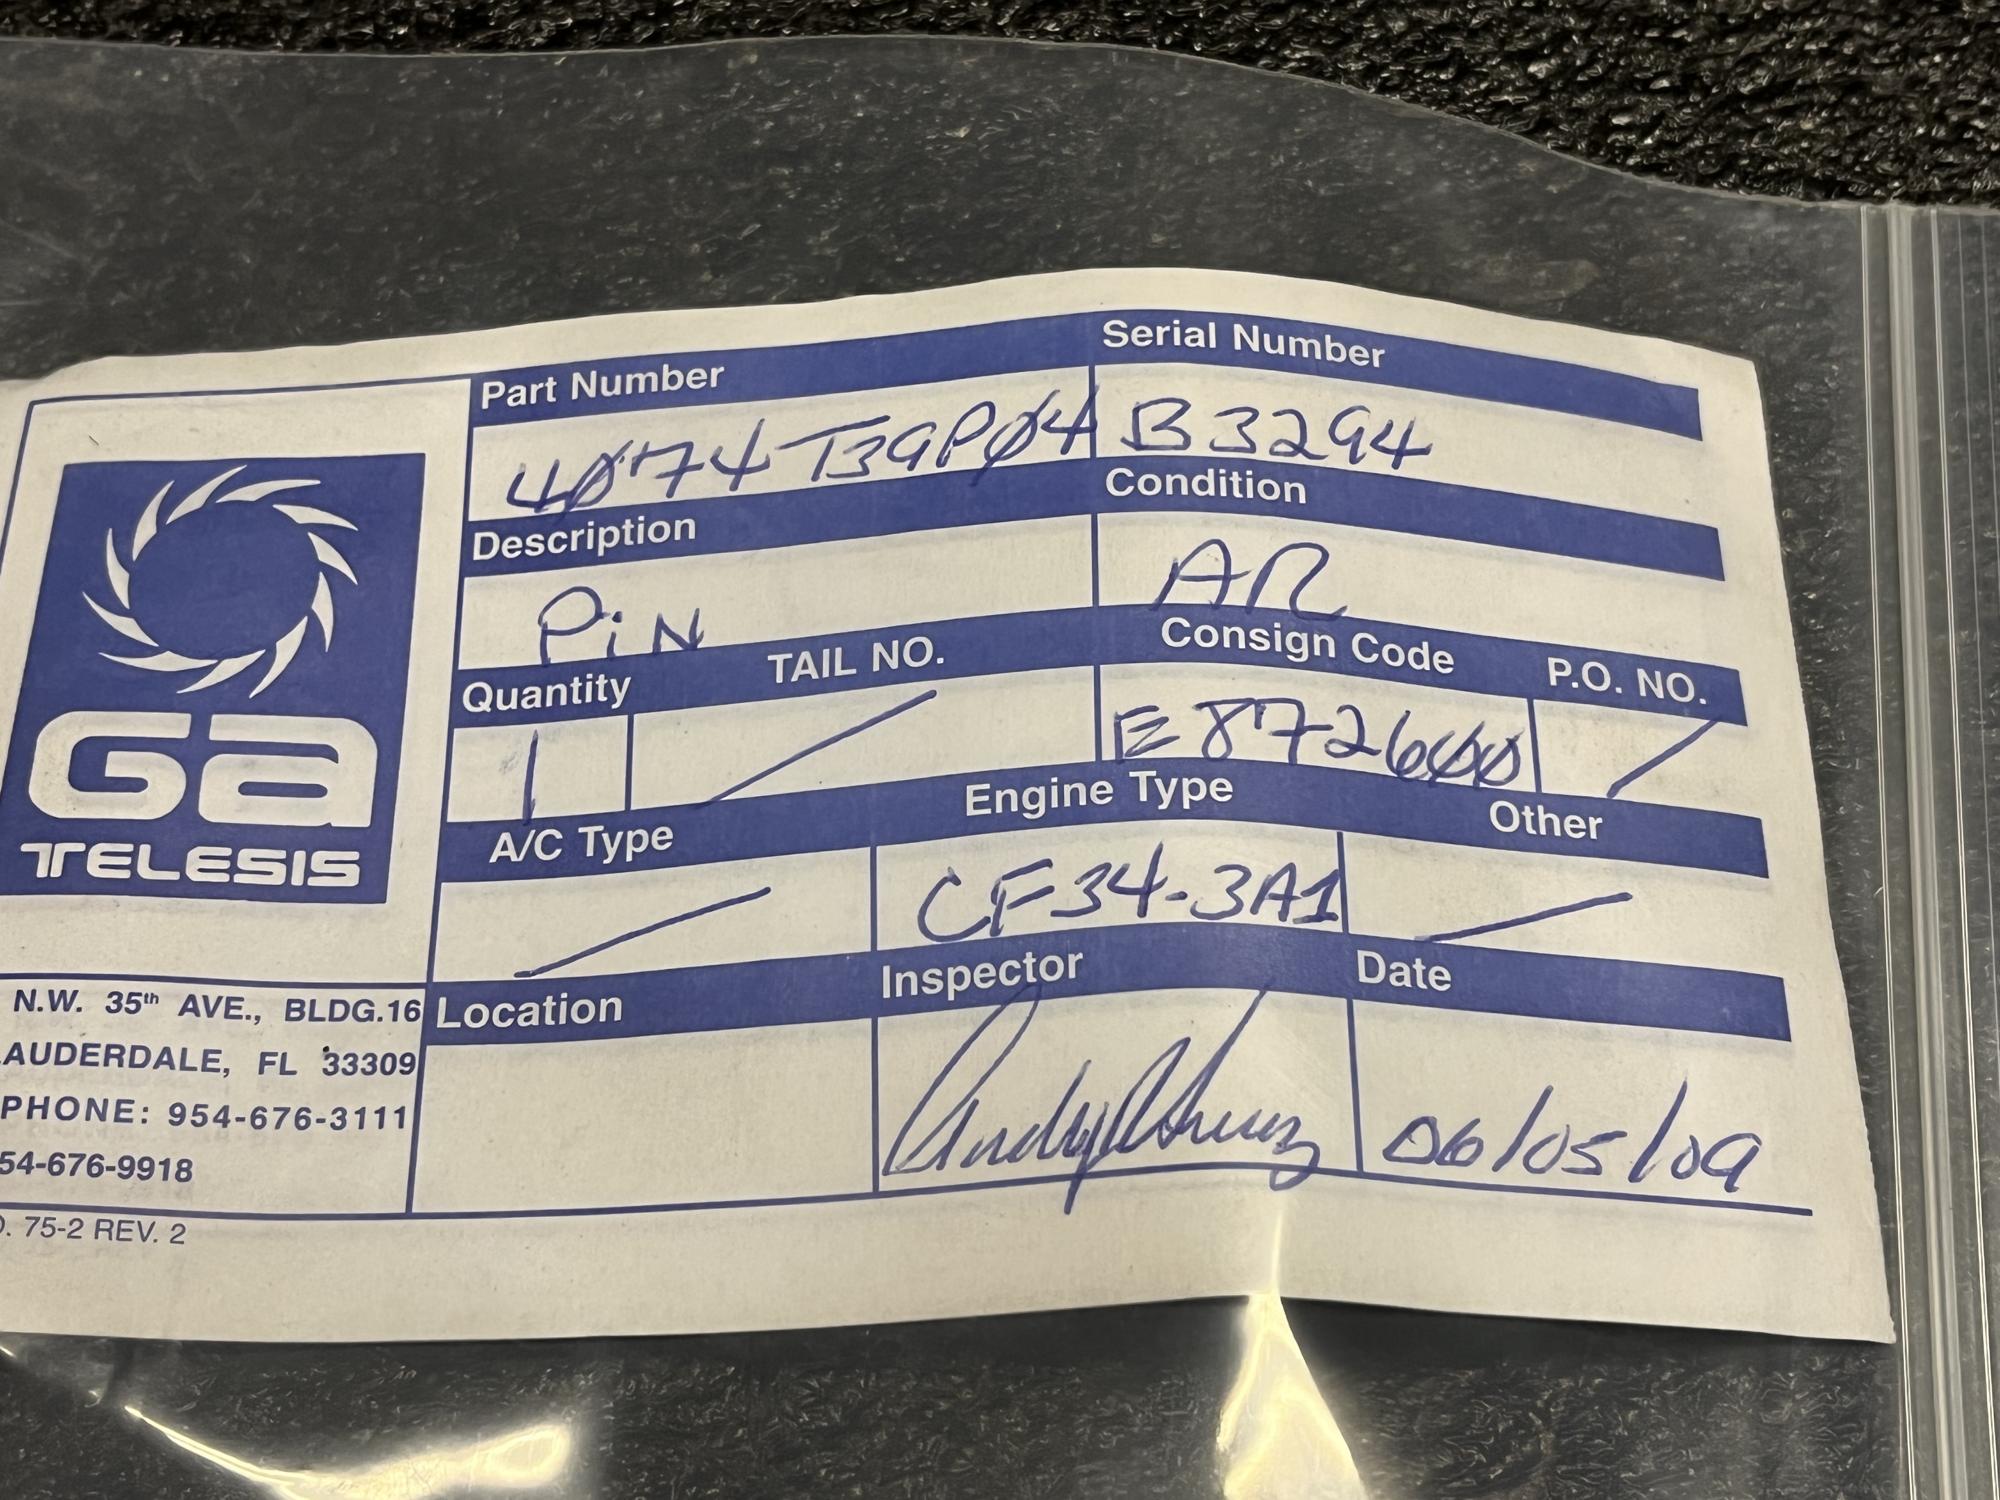 Part Number Serial Number
4074T39P04 B3294
Description Condition
PiN AR
Quantity TAIL NO. Consign Code P.O. NO.
1 / E872600 /
A/C Type Engine Type Other
/ CF34-3A1 /
Location Inspector Date
06/05/09
Ga
TELESIS
N.W. 35th AVE., BLDG.16
AUDERDALE, FL 33309
PHONE: 954-676-3111
54-676-9918
. 75-2 REV. 2